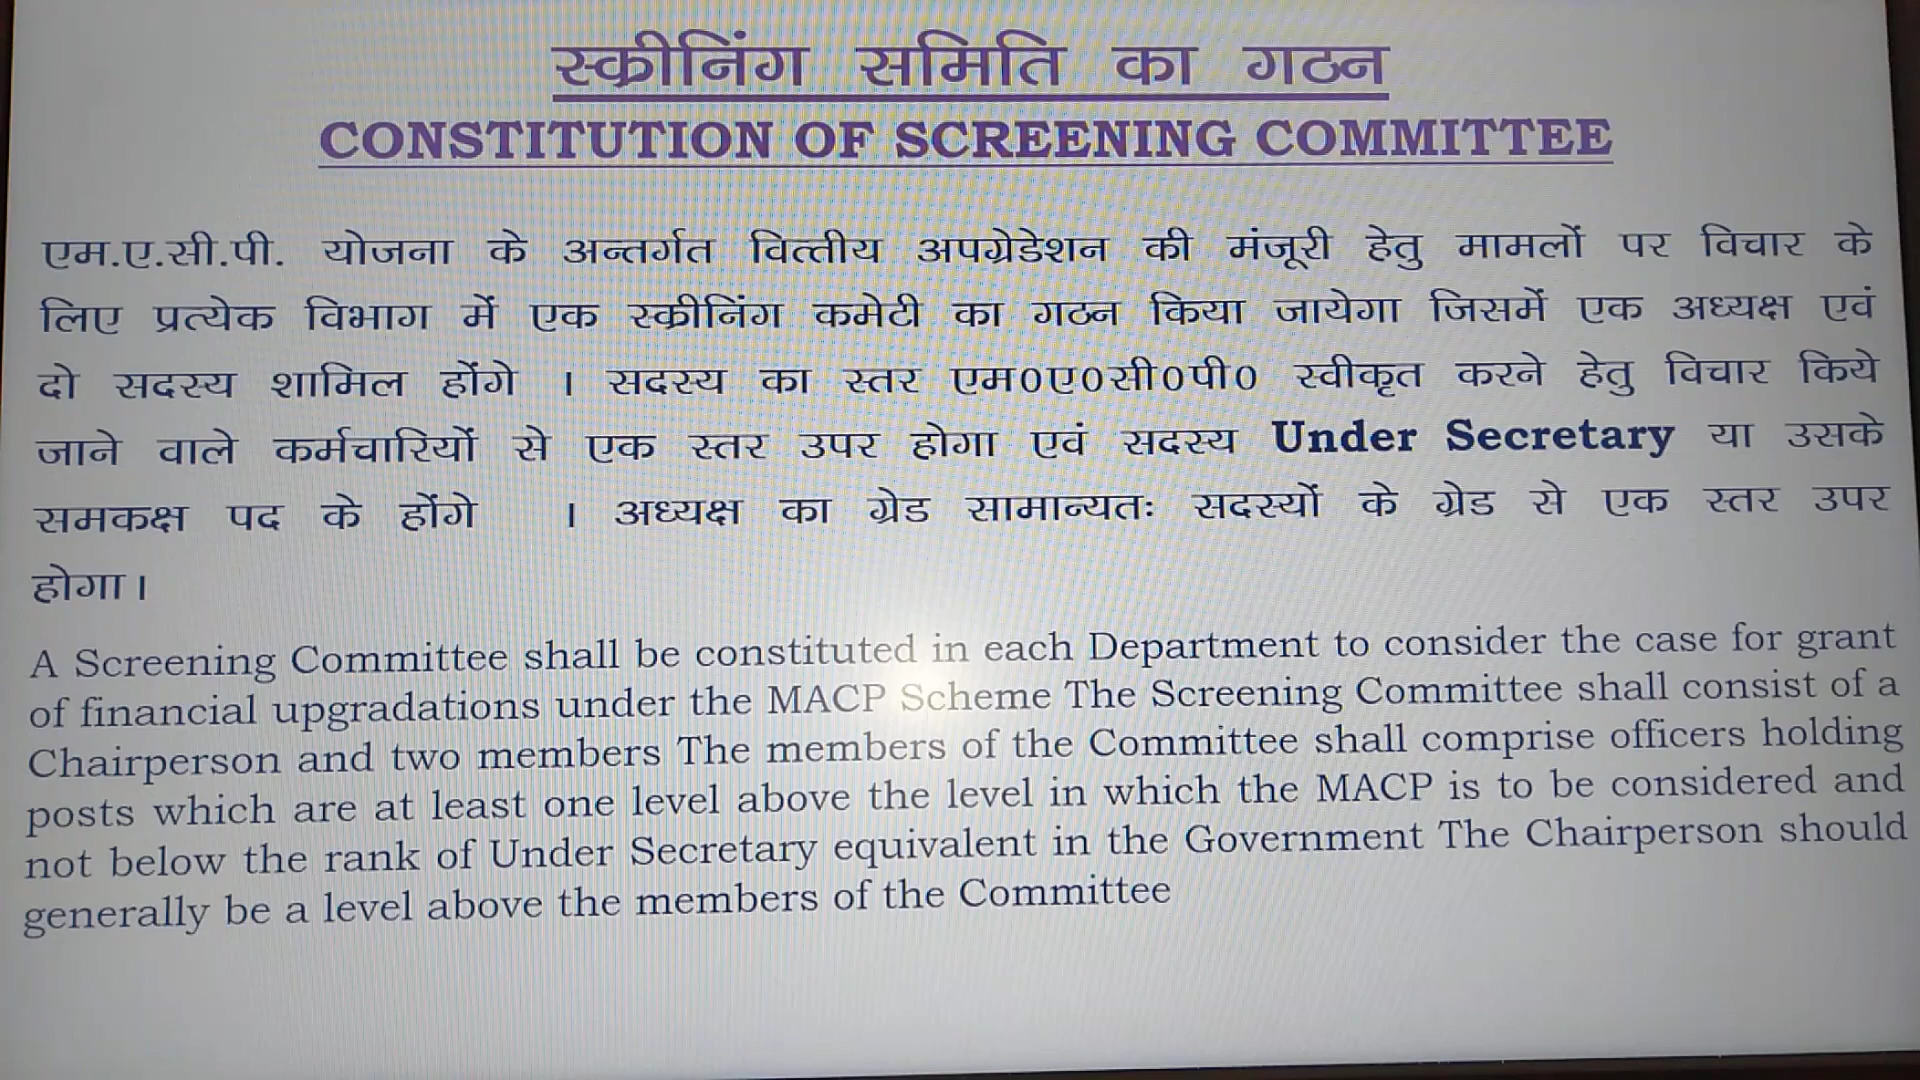 स्क्रीनिंग समिति का गठन
CONSTITUTION OF SCREENING COMMITTEE
एम.ए.सी.पी. योजना के अन्तर्गत वित्तीय अपग्रेडेशन की मंजूरी हेतु मामलों पर विचार के
लिए प्रत्येक विभाग में एक स्क्रीनिंग कमेटी का गठन किया जायेगा जिसमें एक अध्यक्ष एवं
दो सदस्य शामिल होंगे । सदस्य का स्तर एम0ए0सी0पी0 स्वीकृत करने हेतु विचार किये
जाने वाले कर्मचारियों से एक स्तर उपर होगा एवं सदस्य Under Secretary या उसके
समकक्ष पद के होंगे । अध्यक्ष का ग्रेड सामान्यतः सदस्यों के ग्रेड से एक स्तर उपर
होगा।
A Screening Committee shall be constituted in each Department to consider the case for grant
of financial upgradations under the MACP Scheme The Screening Committee shall consist of a
Chairperson and two members The members of the Committee shall comprise officers holding
posts which are at least one level above the level in which the MACP is to be considered and
not below the rank of Under Secretary equivalent in the Government The Chairperson should
generally be a level above the members of the Committee